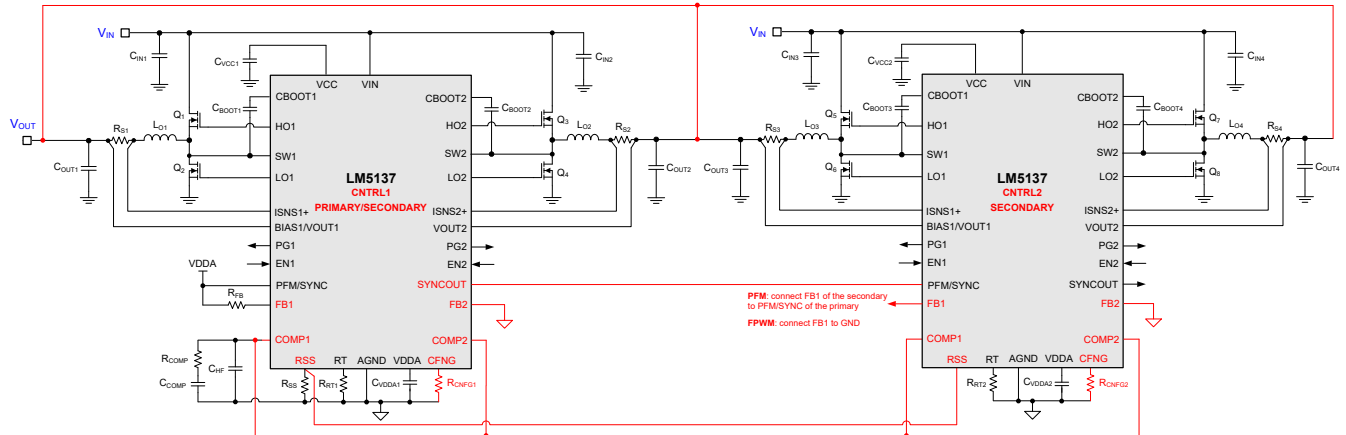 VIN
CIN1
CVCC1
VCC
VIN
CIN2
CBOOT1
CBOOT1
CBOOT2
CBOOT2
Q1
HO1
HO2
Q3
VOUT
RS1
LO1
LO2
RS2
COUT1
SW1
SW2
Q2
LO1
LM5137
CNTRL1
PRIMARY/SECONDARY
LO2
Q4
COUT2
ISNS1+
ISNS2+
BIAS1/VOUT1
VOUT2
PG1
PG2
EN1
EN2
VDDA
PFM/SYNC
SYNCOUT
RFB
FB1
FB2
COMP1
COMP2
RCOMP
CHF
CCOMP
RSS
RT
AGND
VDDA
CFNG
RSS
RRT1
CVDDA1
RCNFG1
VIN
CIN3
CVCC2
VCC
VIN
CIN4
CBOOT1
CBOOT3
CBOOT2
CBOOT4
Q5
HO1
HO2
Q7
RS3
LO3
LO4
RS4
COUT3
SW1
SW2
Q6
LO1
LM5137
CNTRL2
SECONDARY
LO2
Q8
COUT4
ISNS1+
ISNS2+
BIAS1/VOUT1
VOUT2
PG1
PG2
EN1
EN2
PFM/SYNC
SYNCOUT
PFM: connect FB1 of the secondary
to PFM/SYNC of the primary
FPWM: connect FB1 to GND
FB1
FB2
COMP1
COMP2
RSS
RT
AGND
VDDA
CFNG
RRT2
CVDDA2
RCNFG2